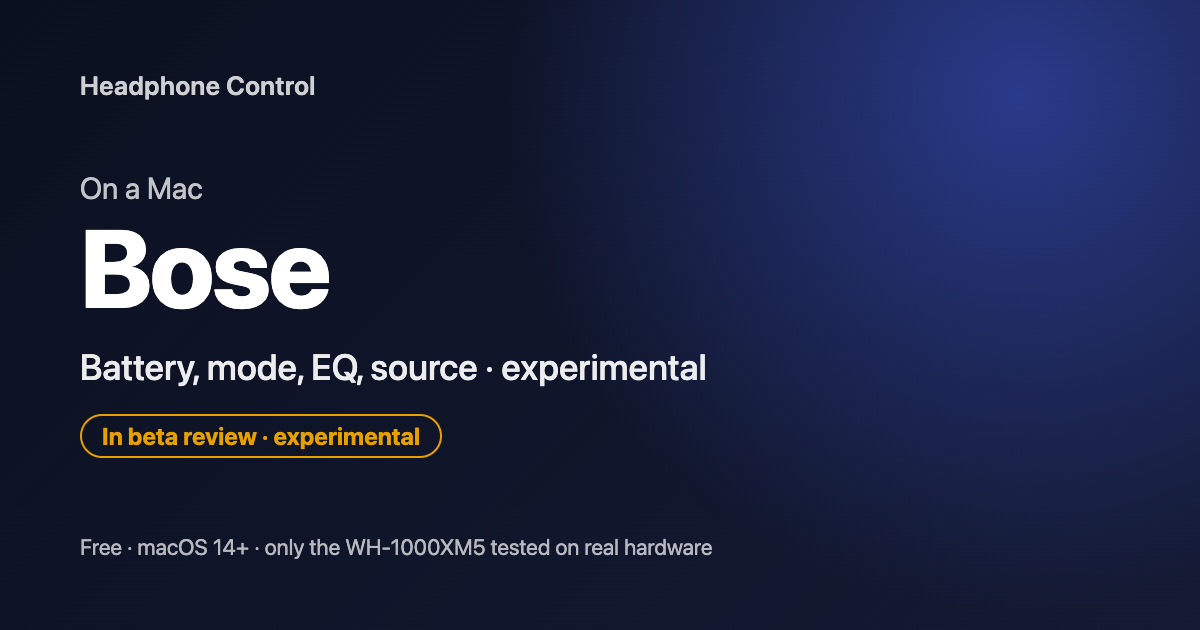 Headphone Control
On a Mac
Bose
Battery, mode, EQ, source · experimental
In beta review · experimental
Free · macOS 14+ · only the WH-1000XM5 tested on real hardware